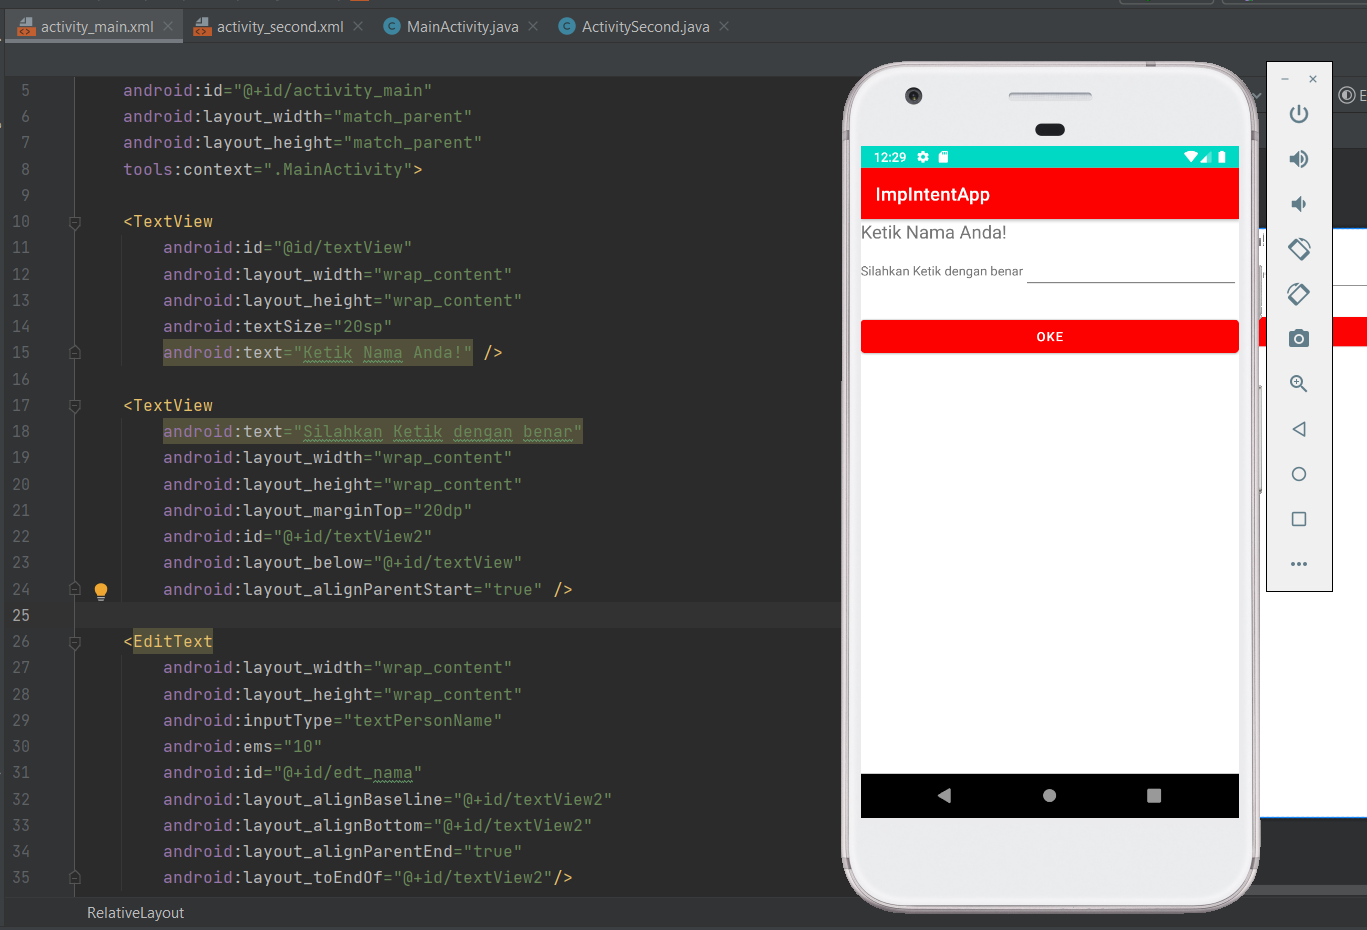 activity_main.xml activity_second.xml MainActivity.java ActivitySecond.java
5 android:id="@+id/activity_main"
6 android:layout_width="match_parent"
7 android:layout_height="match_parent"
8 tools:context=".MainActivity">
9
10 <TextView
11 android:id="@id/textView"
12 android:layout_width="wrap_content"
13 android:layout_height="wrap_content"
14 android:textSize="20sp"
15 android:text="Ketik Nama Anda!" />
16
17 <TextView
18 android:text="Silahkan Ketik dengan benar"
19 android:layout_width="wrap_content"
20 android:layout_height="wrap_content"
21 android:layout_marginTop="20dp"
22 android:id="@+id/textView2"
23 android:layout_below="@+id/textView"
24 android:layout_alignParentStart="true" />
25
26 <EditText
27 android:layout_width="wrap_content"
28 android:layout_height="wrap_content"
29 android:inputType="textPersonName"
30 android:ems="10"
31 android:id="@+id/edt_nama"
32 android:layout_alignBaseline="@+id/textView2"
33 android:layout_alignBottom="@+id/textView2"
34 android:layout_alignParentEnd="true"
35 android:layout_toEndOf="@+id/textView2"/>
RelativeLayout
12:29
ImpIntentApp
Ketik Nama Anda!
Silahkan Ketik dengan benar
OKE